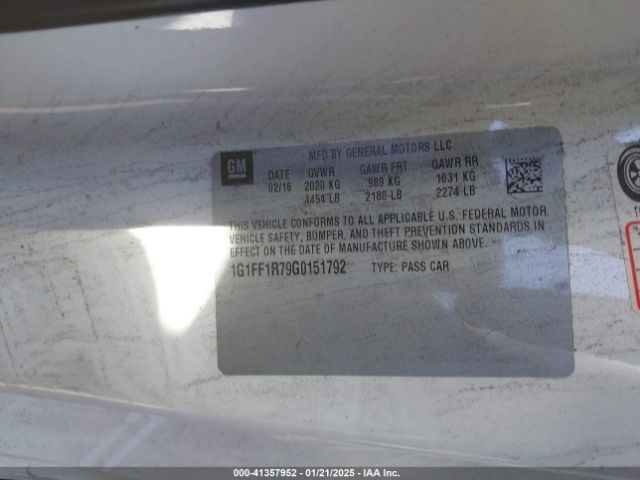 GM
MFD BY GENERAL MOTORS LLC
DATE GVWR GAWR FRT GAWR RR
02/16 2020 KG 989 KG 1031 KG
4454 LB 2180 LB 2274 LB
THIS VEHICLE CONFORMS TO ALL APPLICABLE U.S. FEDERAL MOTOR
VEHICLE SAFETY, BUMPER, AND THEFT PREVENTION STANDARDS IN
EFFECT ON THE DATE OF MANUFACTURE SHOWN ABOVE.
1G1FF1R79G0151792 TYPE: PASS CAR
000-41357952 - 01/21/2025 - IAA Inc.